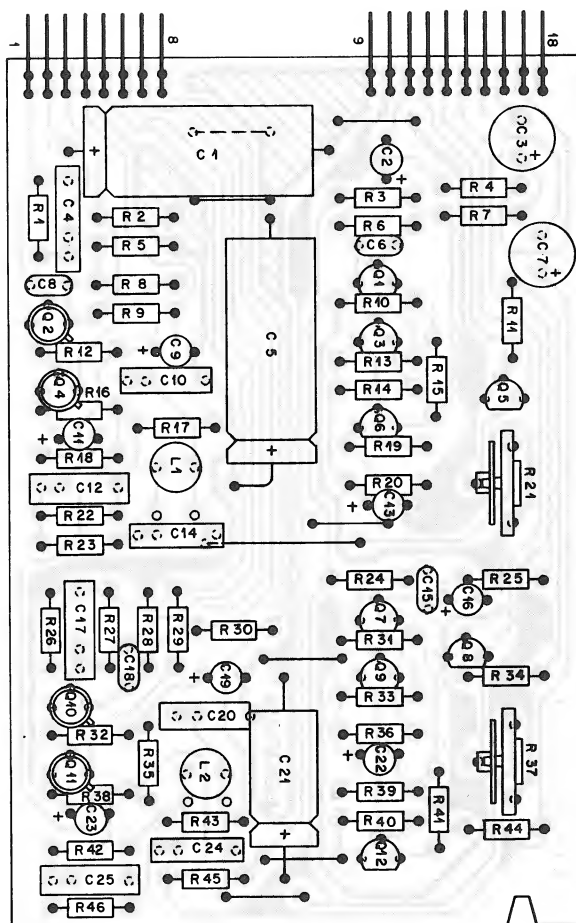 1 8 9 18
C1 C2 C3
R1 C4 R2 R3 R4
R5 R6 R7
C6 C7
C8 R8 Q1
R9 C5 R10 R11
Q2 Q3
R12 C9 R13 R15
C10 R14 Q5
Q4 R16
C11 R17 Q6
R18 L1 R19
C12 R20 R21
R22 C13
R23 C14
R24 C15 R25
R26 C17 R27 R28 R29 C16
R30 Q7
C18 R31 Q8
C19 Q9 R34
Q10 C20 R33
R32 R35 C21 R36 R37
Q11 L2 C22
R38 R39
C23 R43 R40 R41 R44
R42 C24 Q12
C25 R45
R46
+ + + + + + + + + + + +